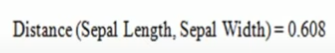 Distance (Sepal Length, Sepal Width) = 0.608